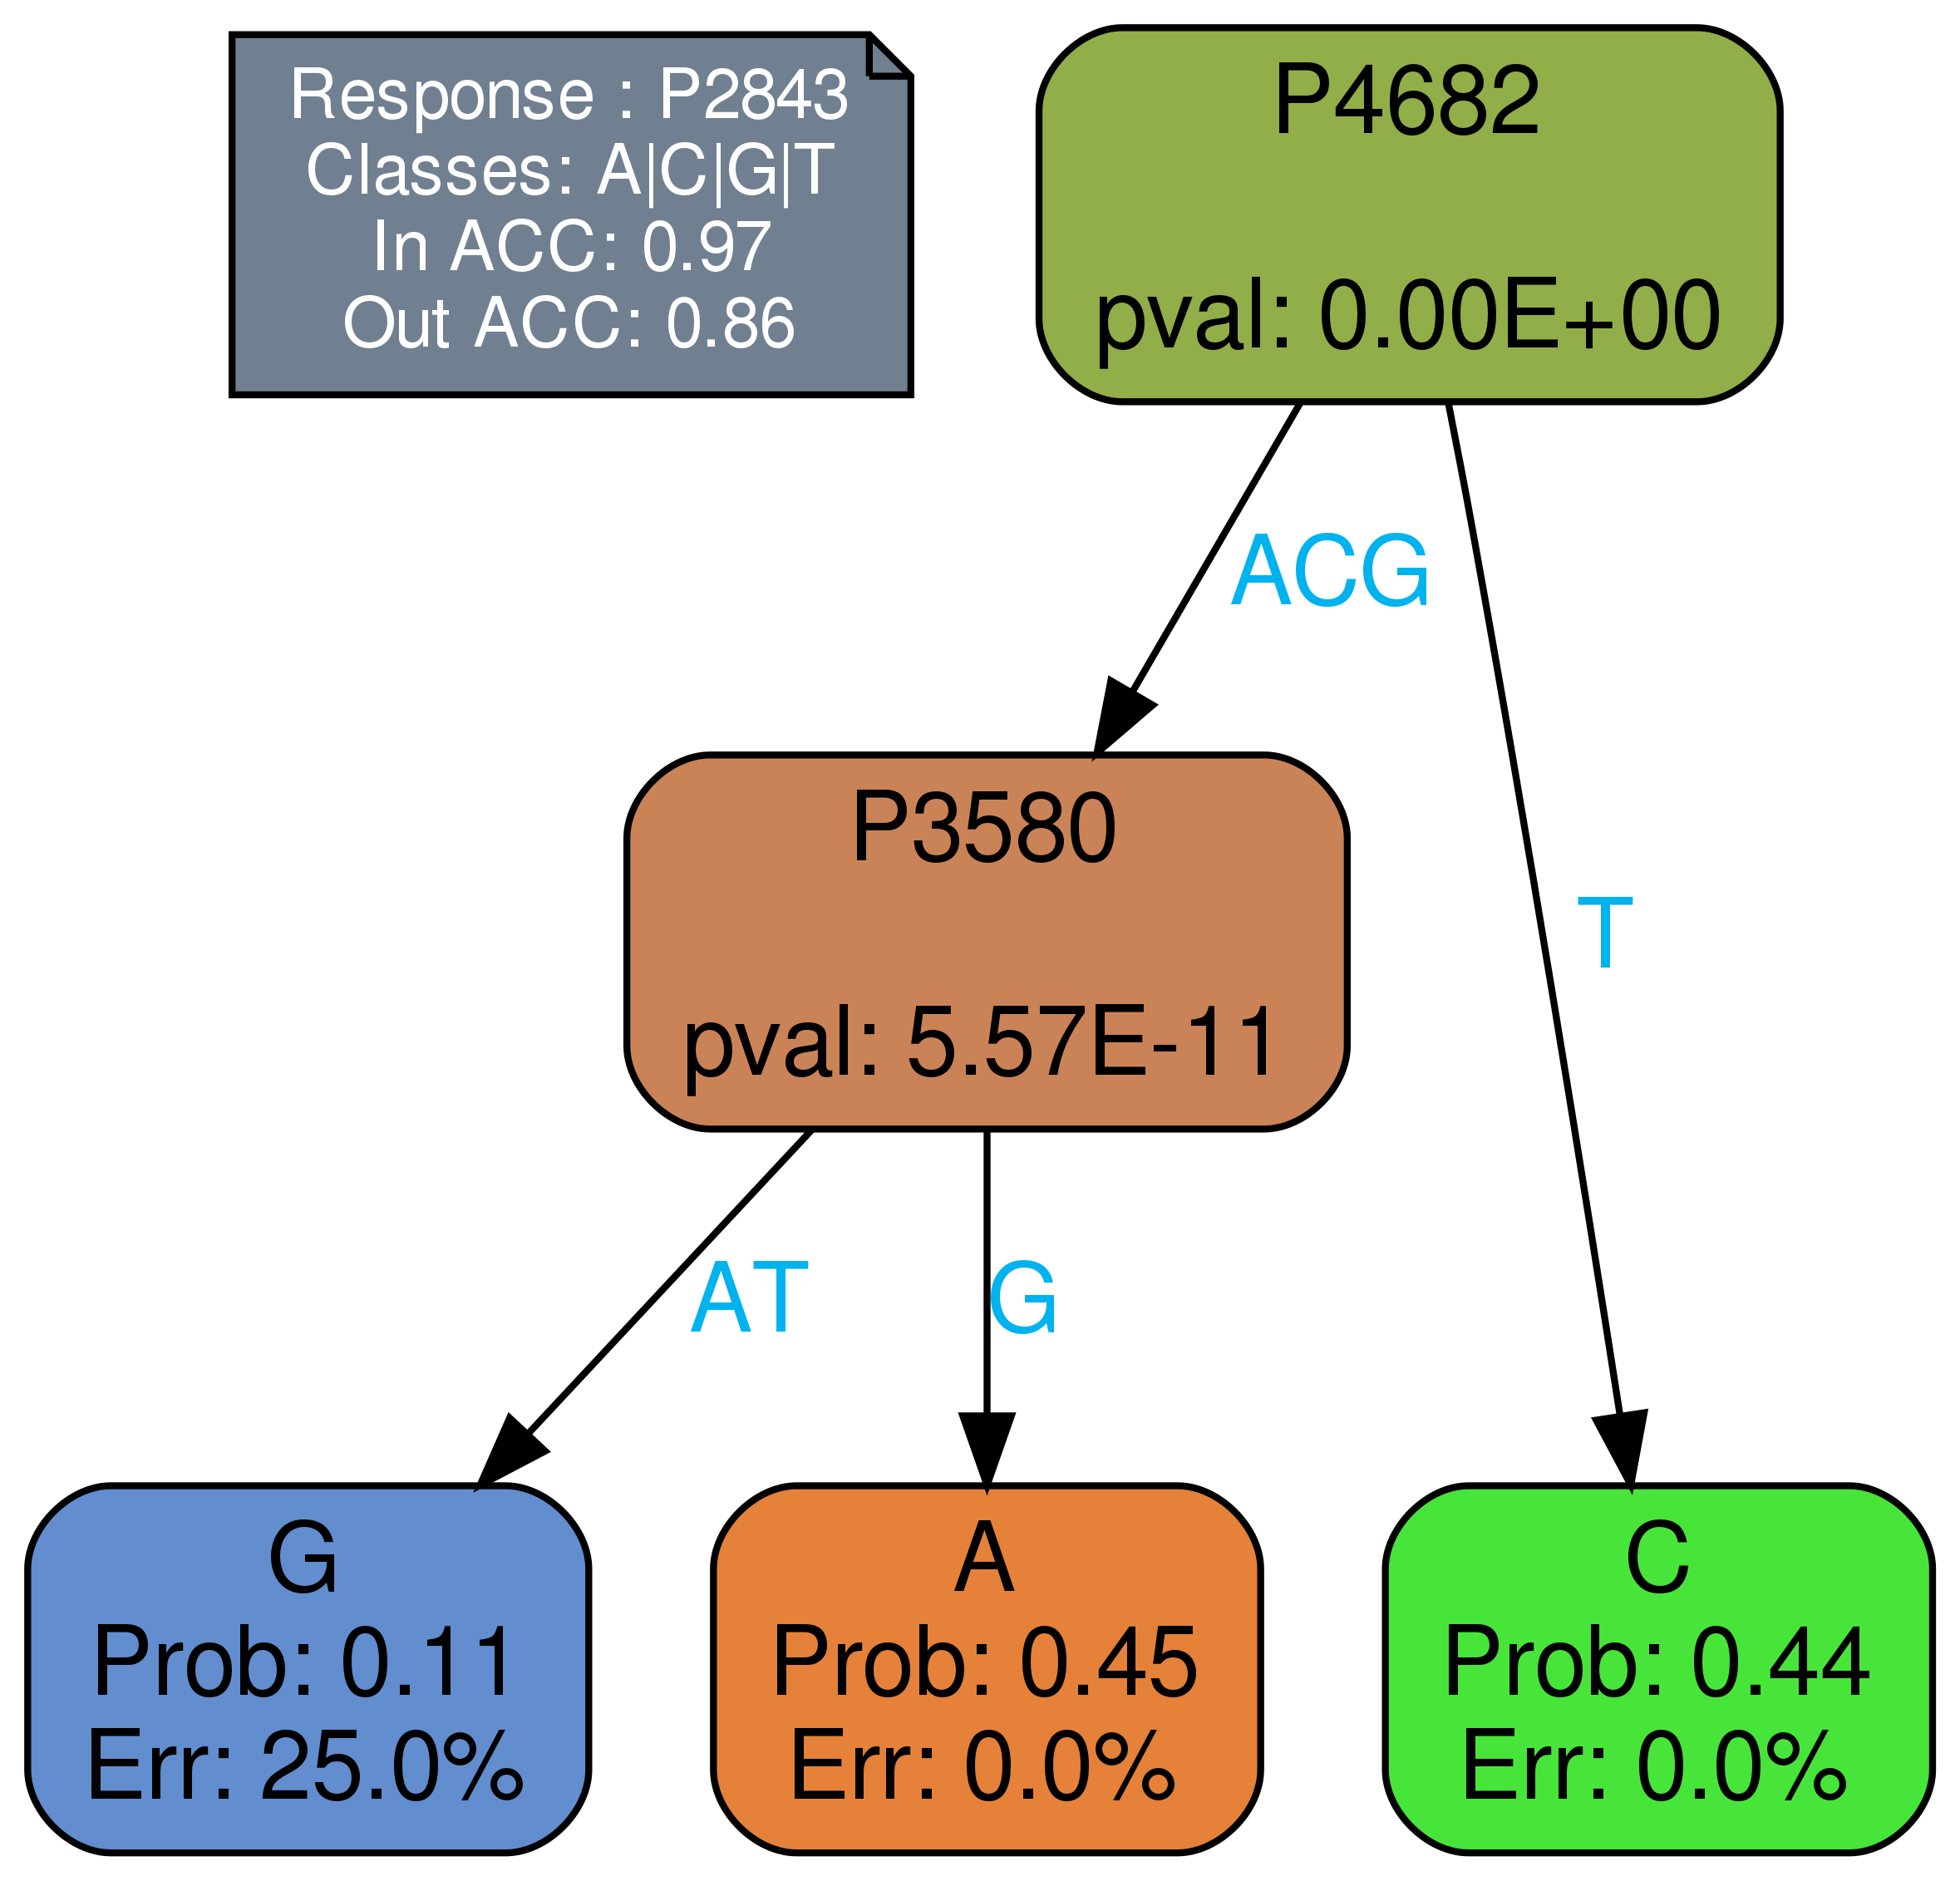 Response : P2843
Classes: A|C|G|T
In ACC: 0.97
Out ACC: 0.86
P4682
pval: 0.00E+00
ACG
T
P3580
pval: 5.57E-11
AT
G
G
Prob: 0.11
Err: 25.0%
A
Prob: 0.45
Err: 0.0%
C
Prob: 0.44
Err: 0.0%